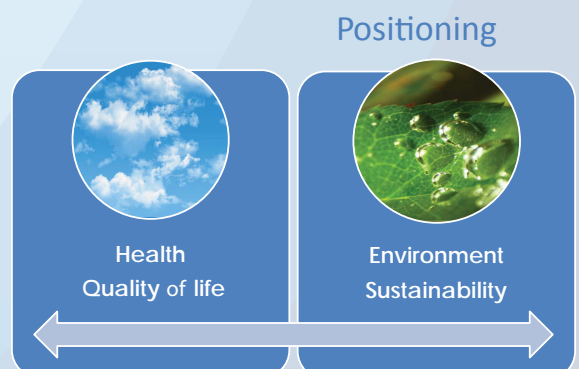 Positioning
Health
Quality of life
Environment
Sustainability